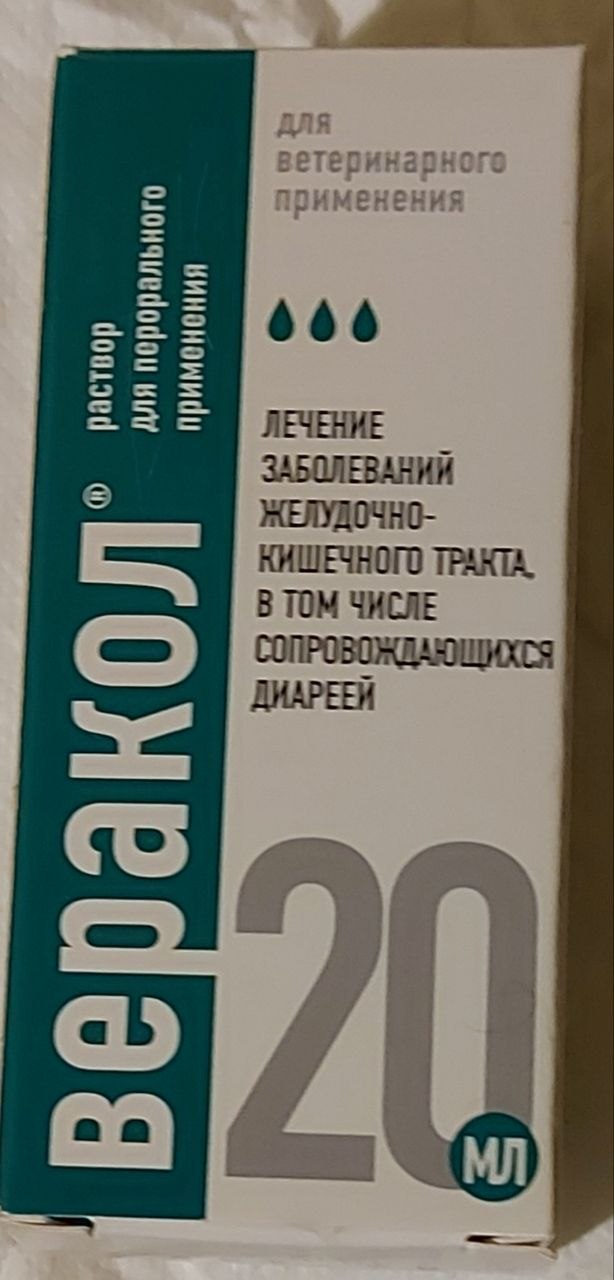 Веракол®
раствор
для перорального
применения
для
ветеринарного
применения
ЛЕЧЕНИЕ
ЗАБОЛЕВАНИЙ
ЖЕЛУДОЧНО-
КИШЕЧНОГО ТРАКТА,
В ТОМ ЧИСЛЕ
СОПРОВОЖДАЮЩИХСЯ
ДИАРЕЕЙ
20
МЛ